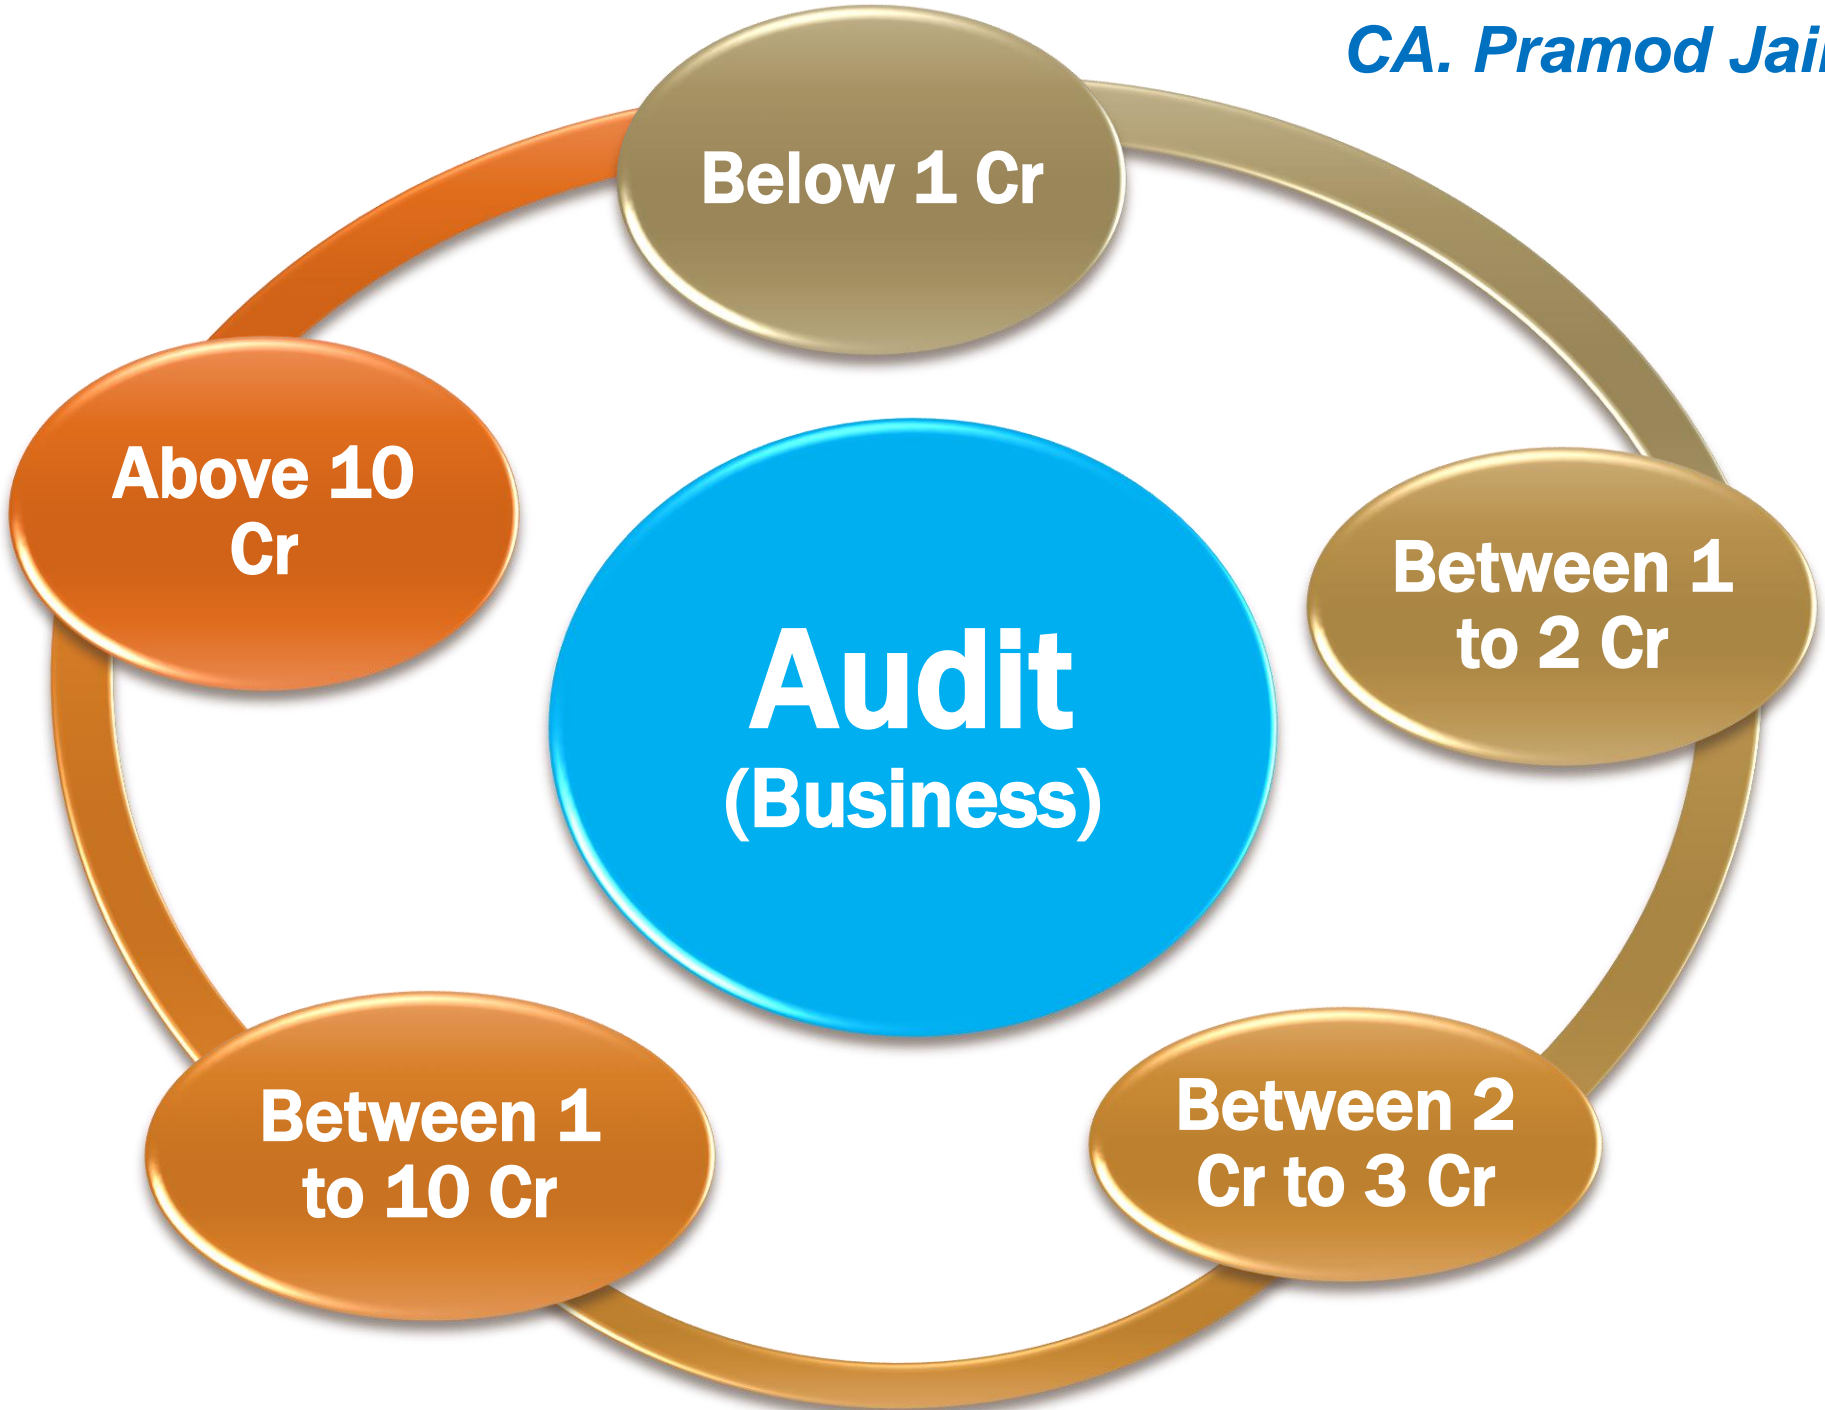 CA. Pramod Jain
Below 1 Cr
Above 10
Cr
Between 1
to 2 Cr
Audit
(Business)
Between 1
to 10 Cr
Between 2
Cr to 3 Cr